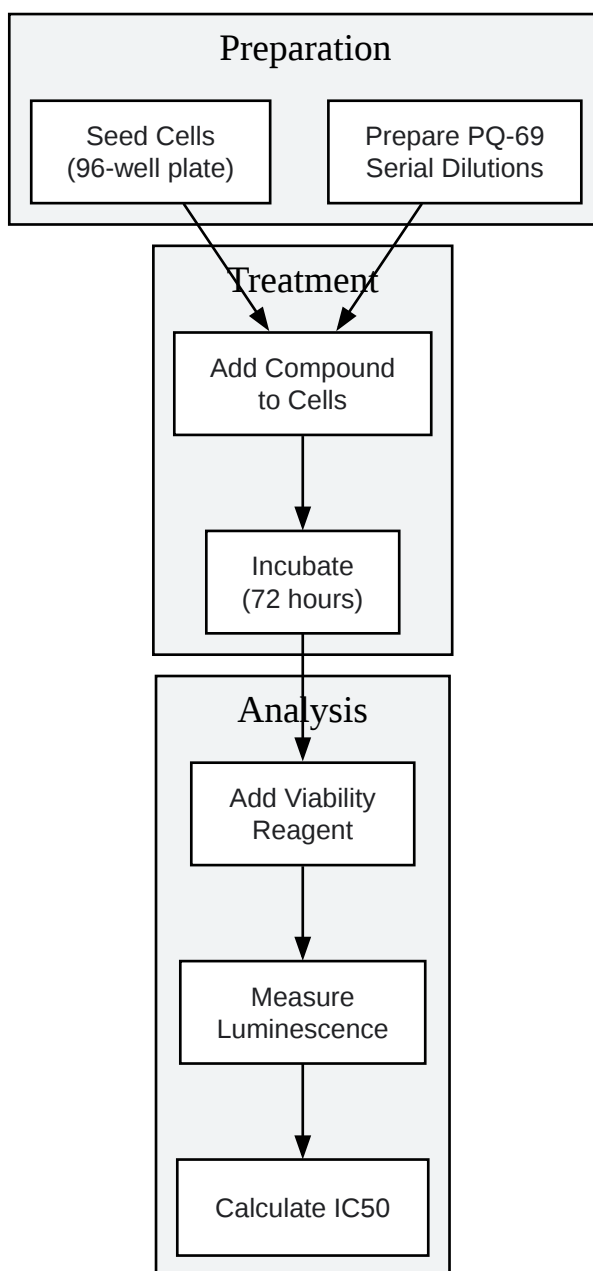 Preparation
Seed Cells
(96-well plate)
Prepare PQ-69
Serial Dilutions
Treatment
Add Compound
to Cells
Incubate
(72 hours)
Analysis
Add Viability
Reagent
Measure
Luminescence
Calculate IC50